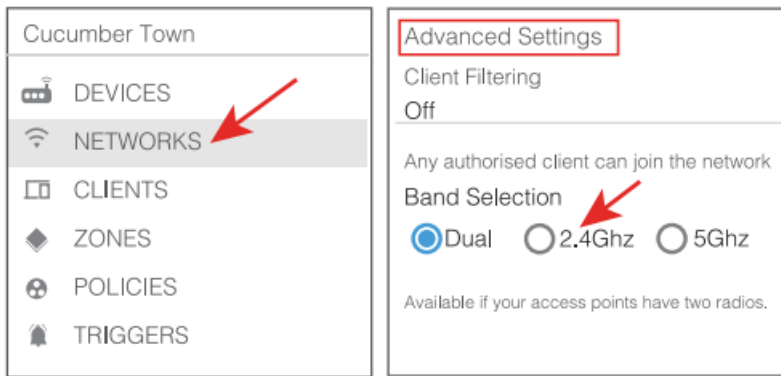 Cucumber Town
DEVICES
NETWORKS
CLIENTS
ZONES
POLICIES
TRIGGERS
Advanced Settings
Client Filtering
Off
Any authorised client can join the network
Band Selection
Dual 2.4Ghz 5Ghz
Available if your access points have two radios.